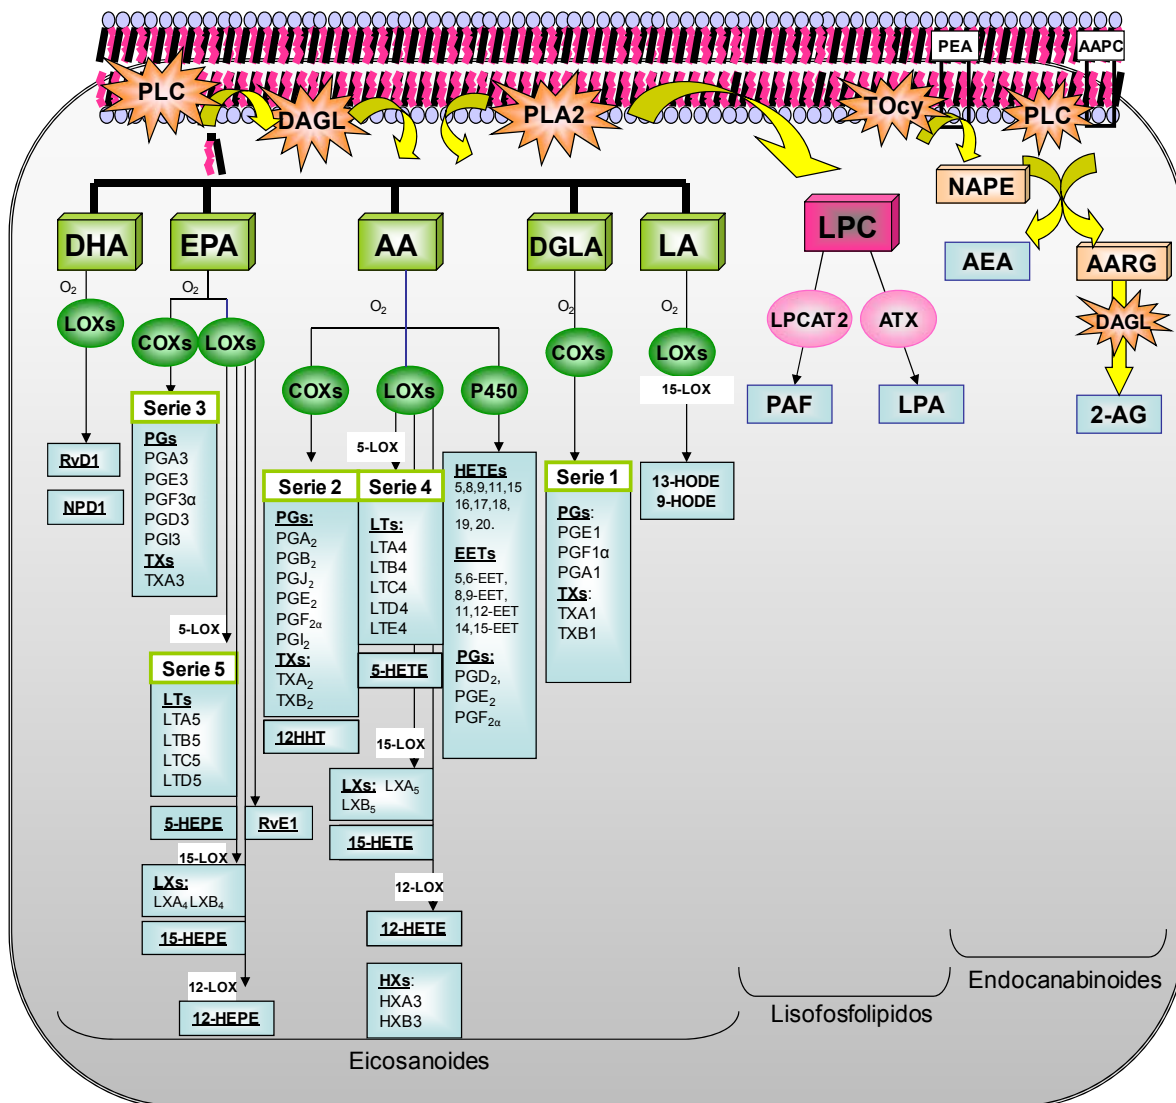 PEA
AAPC
PLC
DAGL
PLA2
TOcy
PLC
NAPE
DHA
EPA
AA
DGLA
LA
LPC
AEA
AARG
O2
O2
O2
O2
O2
LOXs
COXs
LOXs
COXs
LOXs
P450
COXs
LOXs
15-LOX
LPCAT2
ATX
DAGL
PAF
LPA
2-AG
RvD1
NPD1
Serie 3
PGs
PGA3
PGE3
PGF3α
PGD3
PGI3
TXs
TXA3
5-LOX
Serie 5
LTs
LTA5
LTB5
LTC5
LTD5
5-HEPE
RvE1
15-LOX
LXs:
LXA4 LXB4
15-HEPE
12-LOX
12-HEPE
Serie 2
PGs:
PGA2
PGB2
PGJ2
PGE2
PGF2α
PGI2
TXs:
TXA2
TXB2
12HHT
5-LOX
Serie 4
LTs:
LTA4
LTB4
LTC4
LTD4
LTE4
5-HETE
15-LOX
LXs: LXA5
LXB5
15-HETE
12-LOX
12-HETE
HXs:
HXA3
HXB3
HETEs
5,8,9,11,15
16,17,18,
19, 20.
EETs
5,6-EET,
8,9-EET,
11,12-EET
14,15-EET
PGs:
PGD2,
PGE2
PGF2α
Serie 1
PGs:
PGE1
PGF1α
PGA1
TXs:
TXA1
TXB1
13-HODE
9-HODE
Eicosanoides
Lisofosfolipidos
Endocanabinoides